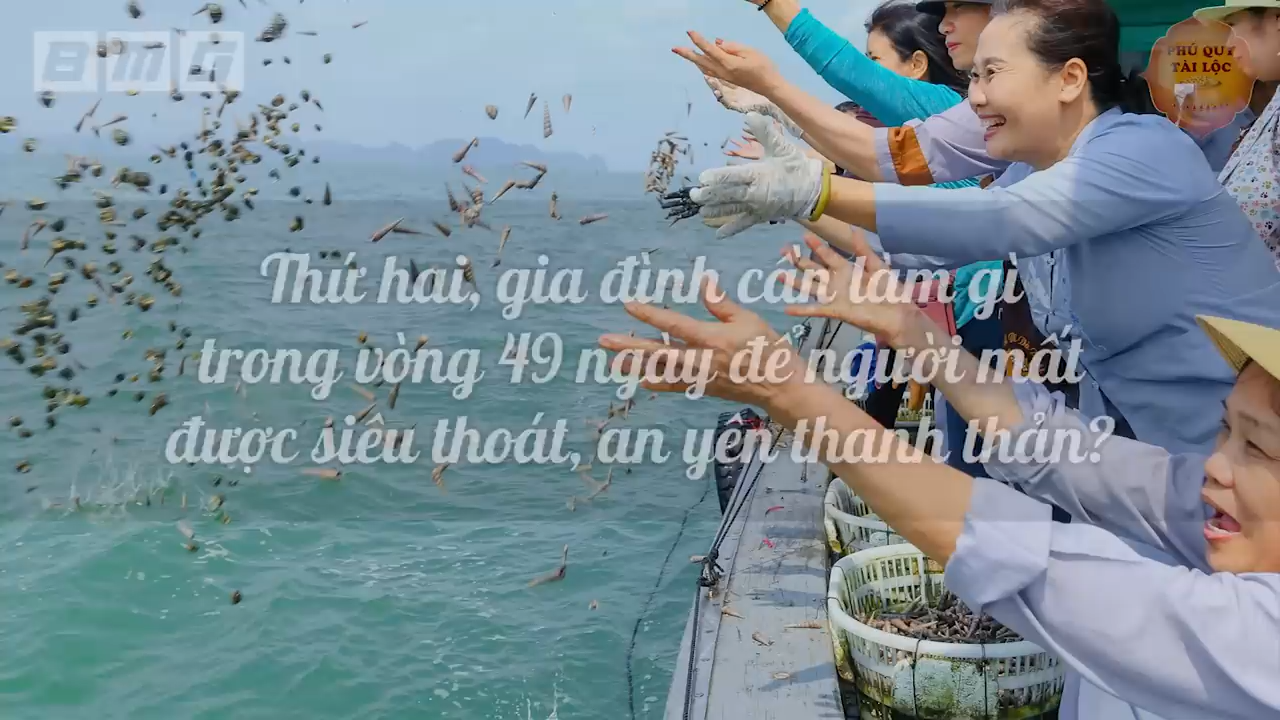 BMG
PHÚ QUÝ
TÀI LỘC
Thứ hai, gia đình cần làm gì
trong vòng 49 ngày để người mất
được siêu thoát, an yên thanh thản?